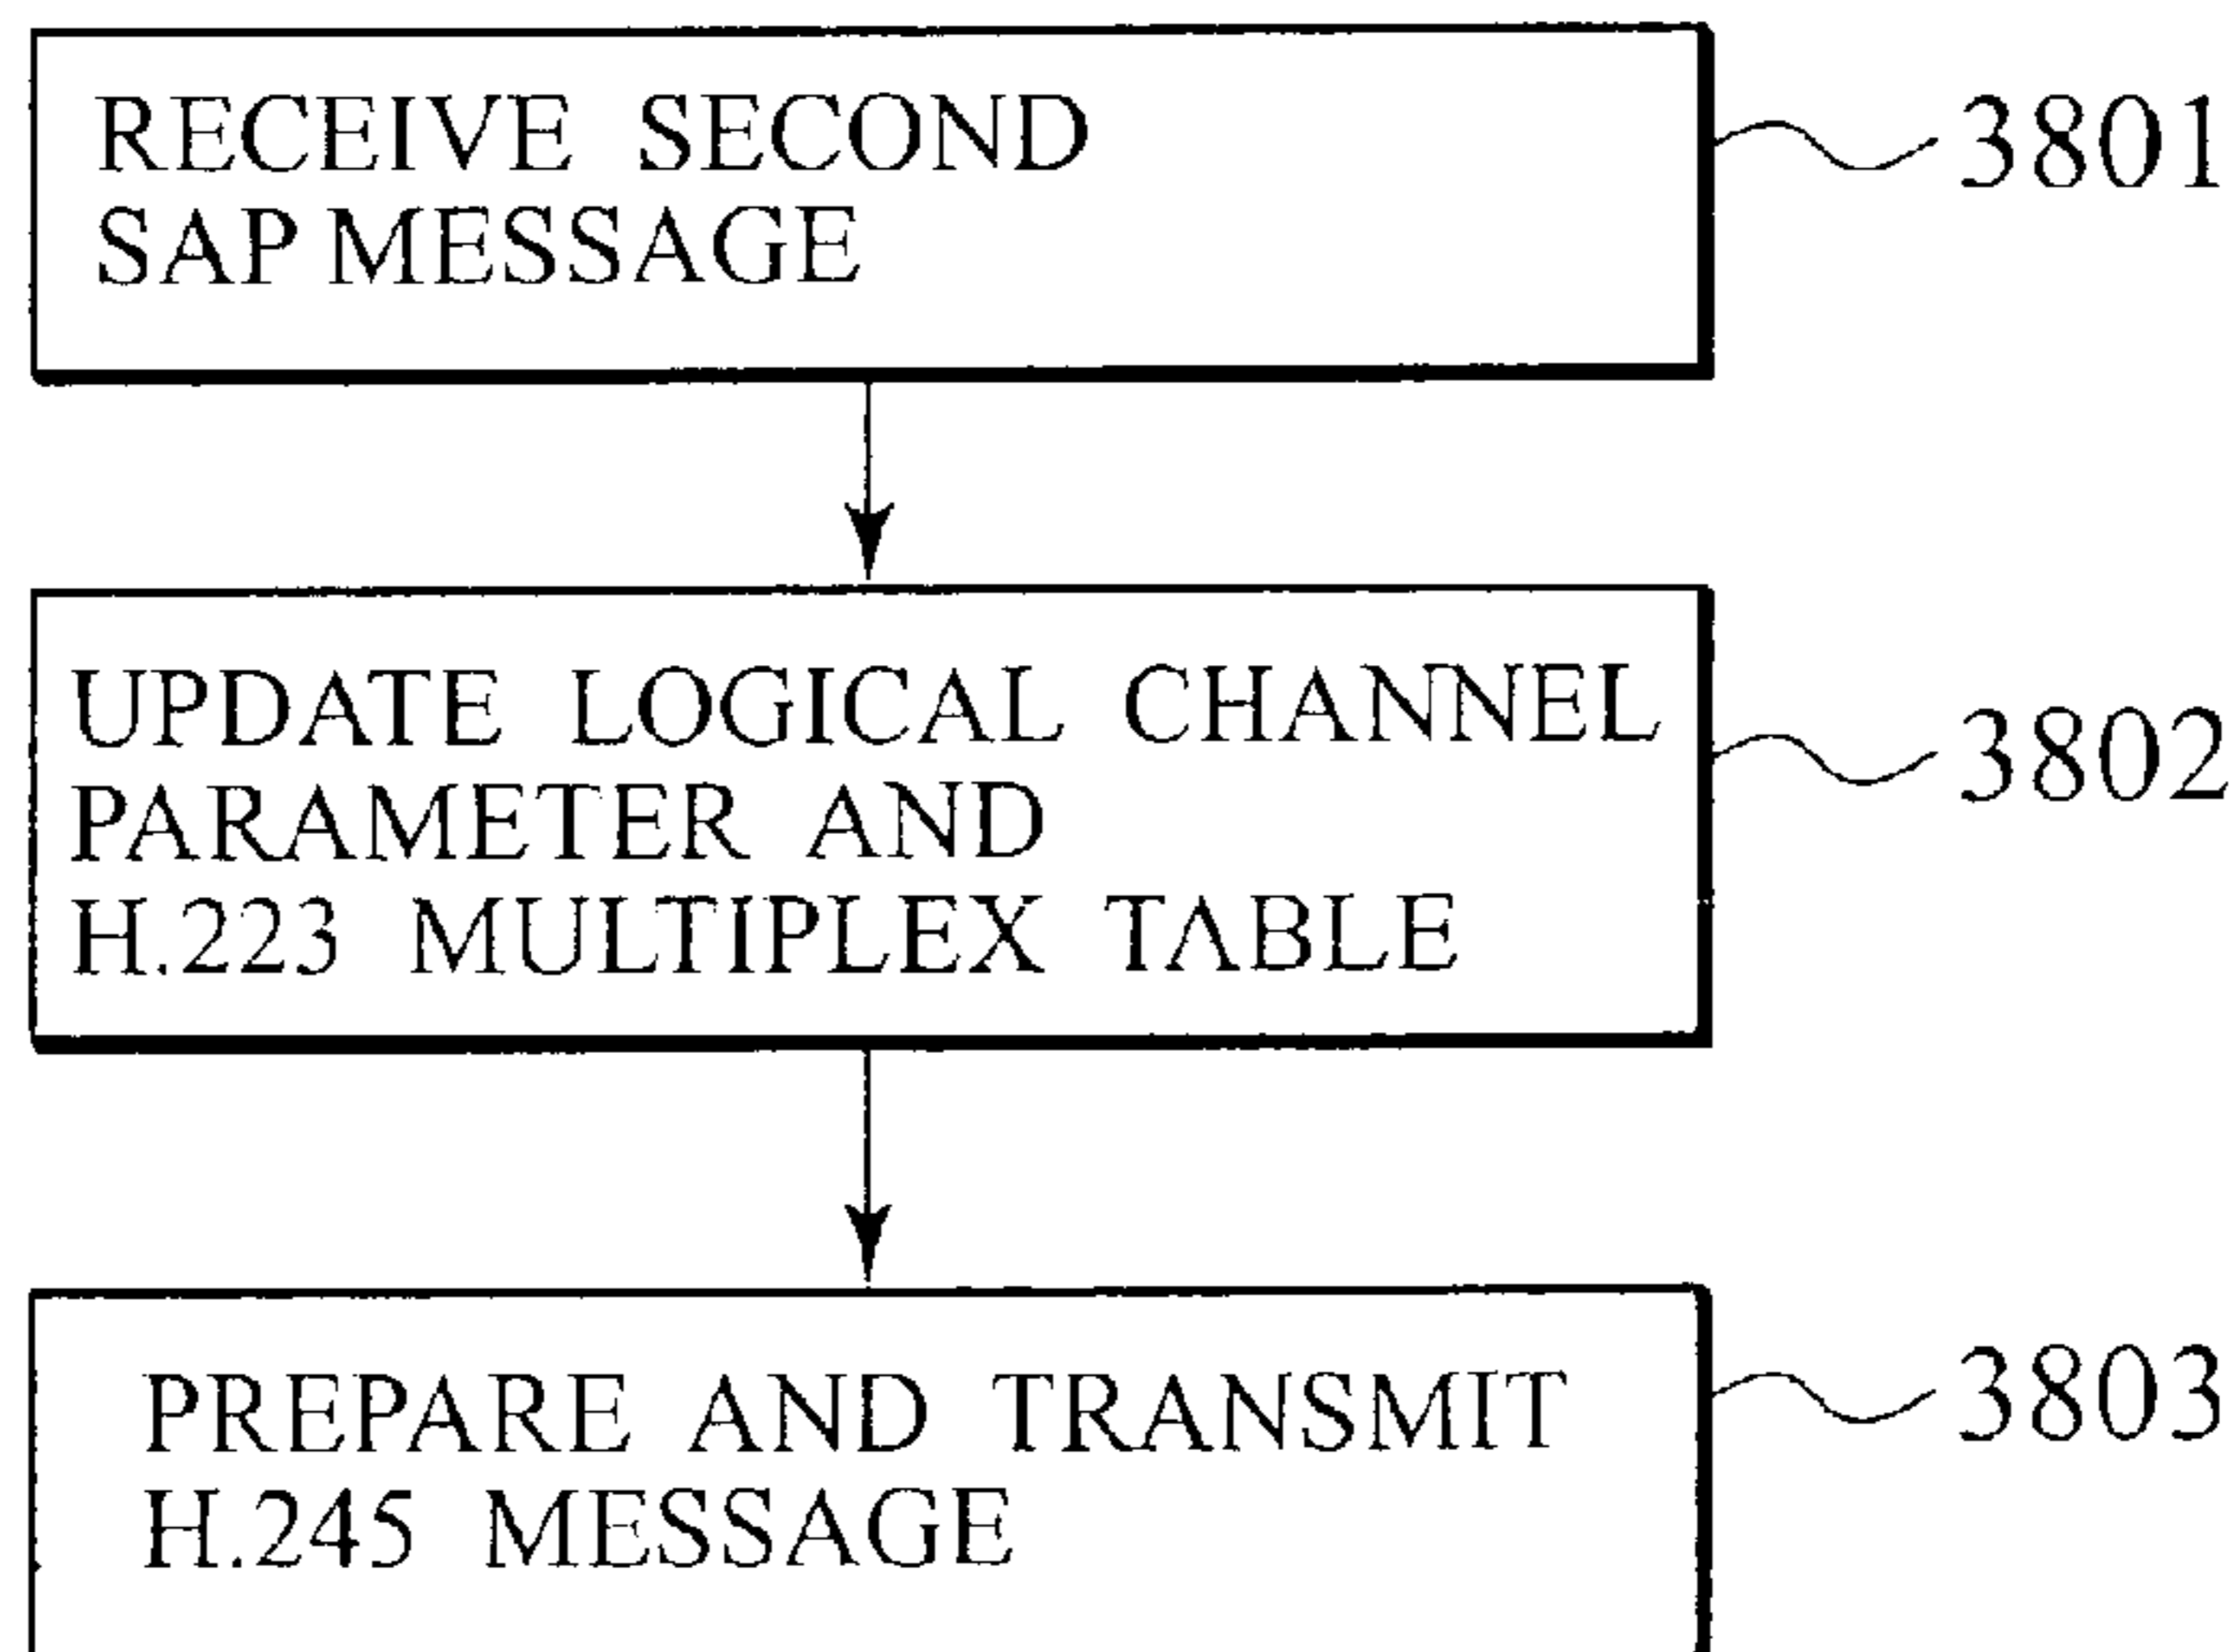 RECEIVE SECOND
SAP MESSAGE
3801
UPDATE LOGICAL CHANNEL
PARAMETER AND
H.223 MULTIPLEX TABLE
3802
PREPARE AND TRANSMIT
H.245 MESSAGE
3803